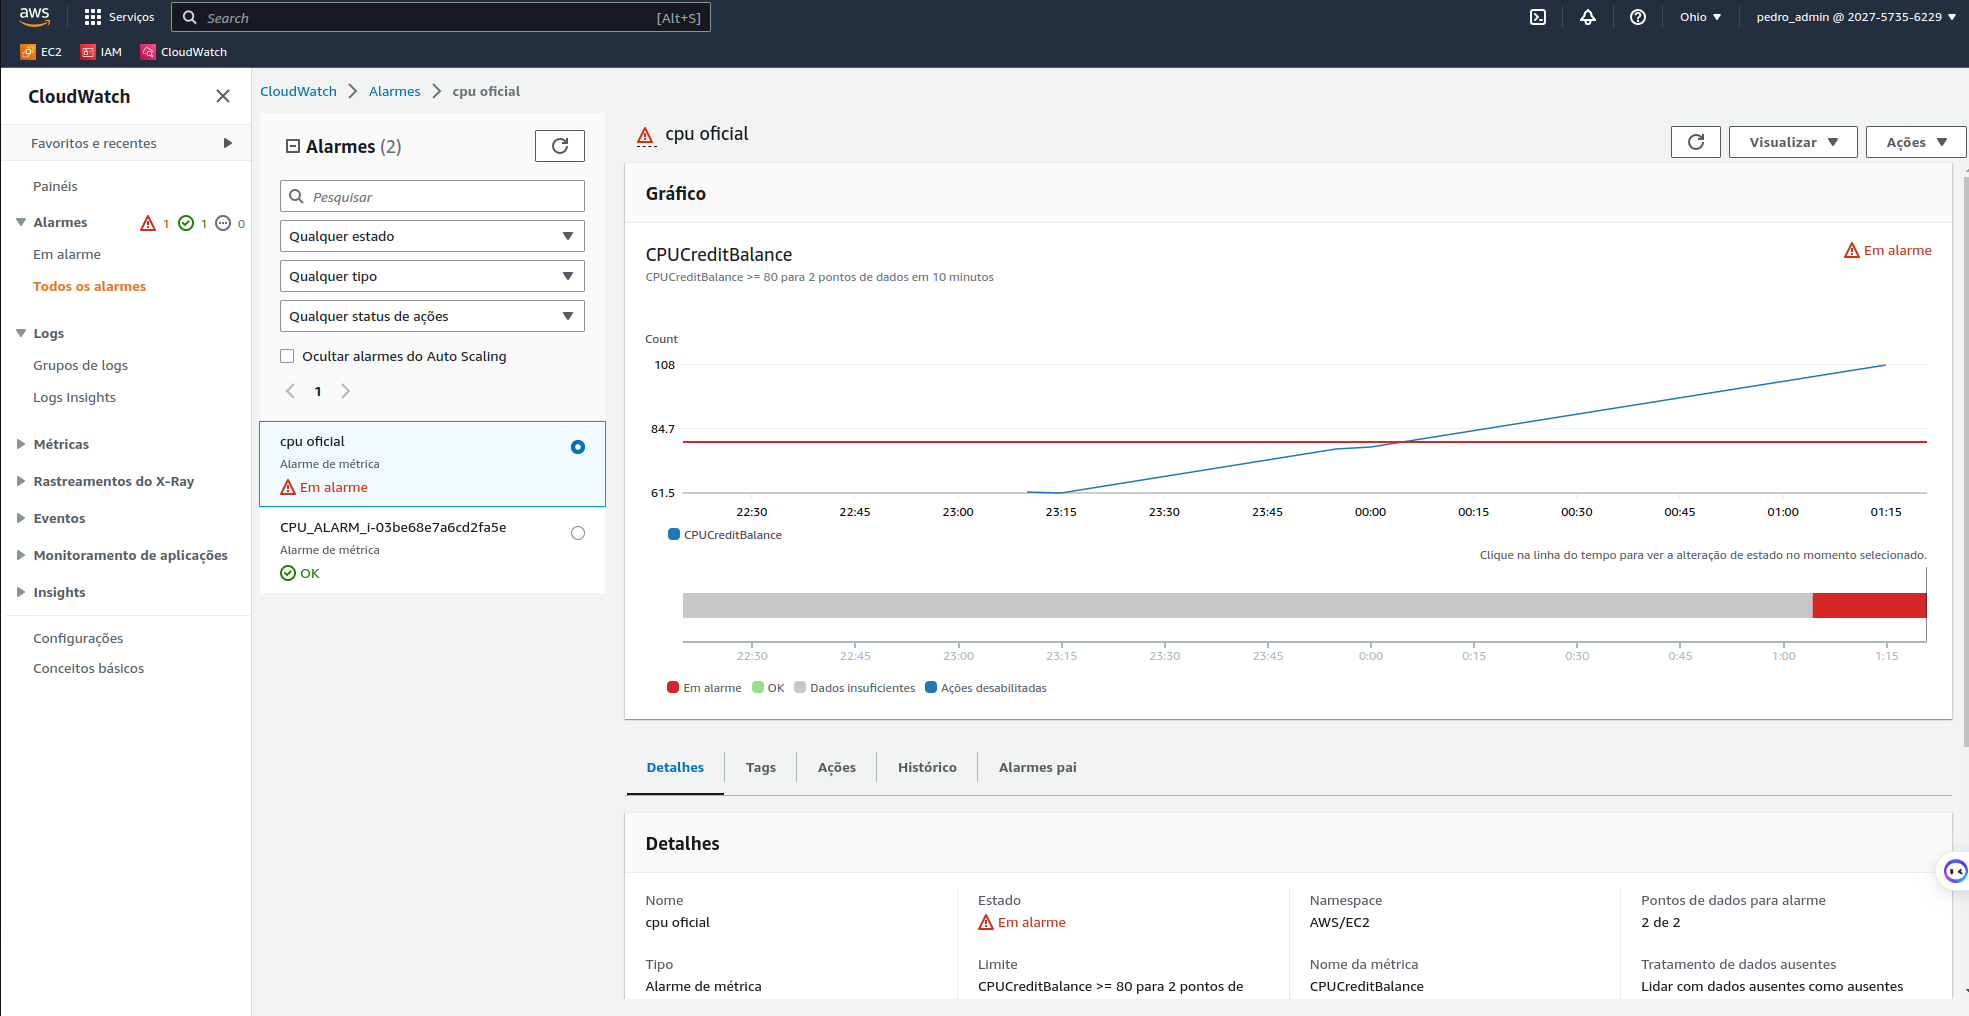 aws
Serviços
Search
[Alt+S]
Ohio
pedro_admin @ 2027-5735-6229
EC2
IAM
CloudWatch
CloudWatch
Favoritos e recentes
Painéis
Alarmes
1
1
0
Em alarme
Todos os alarmes
Logs
Grupos de logs
Logs Insights
Métricas
Rastreamentos do X-Ray
Eventos
Monitoramento de aplicações
Insights
Configurações
Conceitos básicos
CloudWatch
Alarmes
cpu oficial
Alarmes (2)
Pesquisar
Qualquer estado
Qualquer tipo
Qualquer status de ações
Ocultar alarmes do Auto Scaling
1
cpu oficial
Alarme de métrica
Em alarme
CPU_ALARM_i-03be68e7a6cd2fa5e
Alarme de métrica
OK
cpu oficial
Visualizar
Ações
Gráfico
CPUCreditBalance
Em alarme
CPUCreditBalance >= 80 para 2 pontos de dados em 10 minutos
Count
108
84.7
61.5
22:30 22:45 23:00 23:15 23:30 23:45 00:00 00:15 00:30 00:45 01:00 01:15
CPUCreditBalance
Clique na linha do tempo para ver a alteração de estado no momento selecionado.
22:30 22:45 23:00 23:15 23:30 23:45 0:00 0:15 0:30 0:45 1:00 1:15
Em alarme OK Dados insuficientes Ações desabilitadas
Detalhes
Tags
Ações
Histórico
Alarmes pai
Detalhes
Nome
cpu oficial
Estado
Em alarme
Namespace
AWS/EC2
Pontos de dados para alarme
2 de 2
Tipo
Alarme de métrica
Limite
CPUCreditBalance >= 80 para 2 pontos de
Nome da métrica
CPUCreditBalance
Tratamento de dados ausentes
Lidar com dados ausentes como ausentes